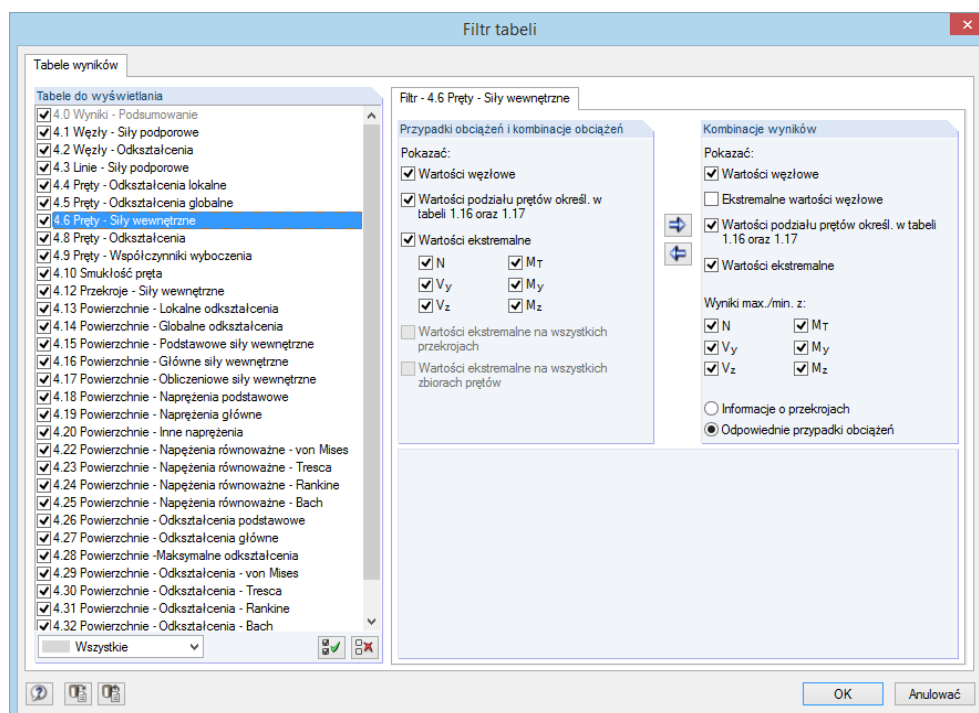 Filtr tabeli
Tabele wyników
Tabele do wyświetlania
4.0 Wyniki - Podsumowanie
4.1 Węzły - Siły podporowe
4.2 Węzły - Odkształcenia
4.3 Linie - Siły podporowe
4.4 Pręty - Odkształcenia lokalne
4.5 Pręty - Odkształcenia globalne
4.6 Pręty - Siły wewnętrzne
4.8 Pręty - Odkształcenia
4.9 Pręty - Współczynniki wyboczenia
4.10 Smukłość pręta
4.12 Przekroje - Siły wewnętrzne
4.13 Powierzchnie - Lokalne odkształcenia
4.14 Powierzchnie - Globalne odkształcenia
4.15 Powierzchnie - Podstawowe siły wewnętrzne
4.16 Powierzchnie - Główne siły wewnętrzne
4.17 Powierzchnie - Obliczeniowe siły wewnętrzne
4.18 Powierzchnie - Naprężenia podstawowe
4.19 Powierzchnie - Naprężenia główne
4.20 Powierzchnie - Inne naprężenia
4.22 Powierzchnie - Napężenia równoważne - von Mises
4.23 Powierzchnie - Napężenia równoważne - Tresca
4.24 Powierzchnie - Napężenia równoważne - Rankine
4.25 Powierzchnie - Napężenia równoważne - Bach
4.26 Powierzchnie - Odkształcenia podstawowe
4.27 Powierzchnie - Odkształcenia główne
4.28 Powierzchnie -Maksymalne odkształcenia
4.29 Powierzchnie - Odkształcenia - von Mises
4.30 Powierzchnie - Odkształcenia - Tresca
4.31 Powierzchnie - Odkształcenia - Rankine
4.32 Powierzchnie - Odkształcenia - Bach
Wszystkie
Filtr - 4.6 Pręty - Siły wewnętrzne
Przypadki obciążeń i kombinacje obciążeń
Pokazać:
Wartości węzłowe
Wartości podziału prętów określ. w
tabeli 1.16 oraz 1.17
Wartości ekstremalne
N MT
Vy My
Vz Mz
Wartości ekstremalne na wszystkich
przekrojach
Wartości ekstremalne na wszystkich
zbiorach prętów
Kombinacje wyników
Pokazać:
Wartości węzłowe
Ekstremalne wartości węzłowe
Wartości podziału prętów określ. w tabeli
1.16 oraz 1.17
Wartości ekstremalne
Wyniki max./min. z:
N MT
Vy My
Vz Mz
Informacje o przekrojach
Odpowiednie przypadki obciążeń
OK
Anulować